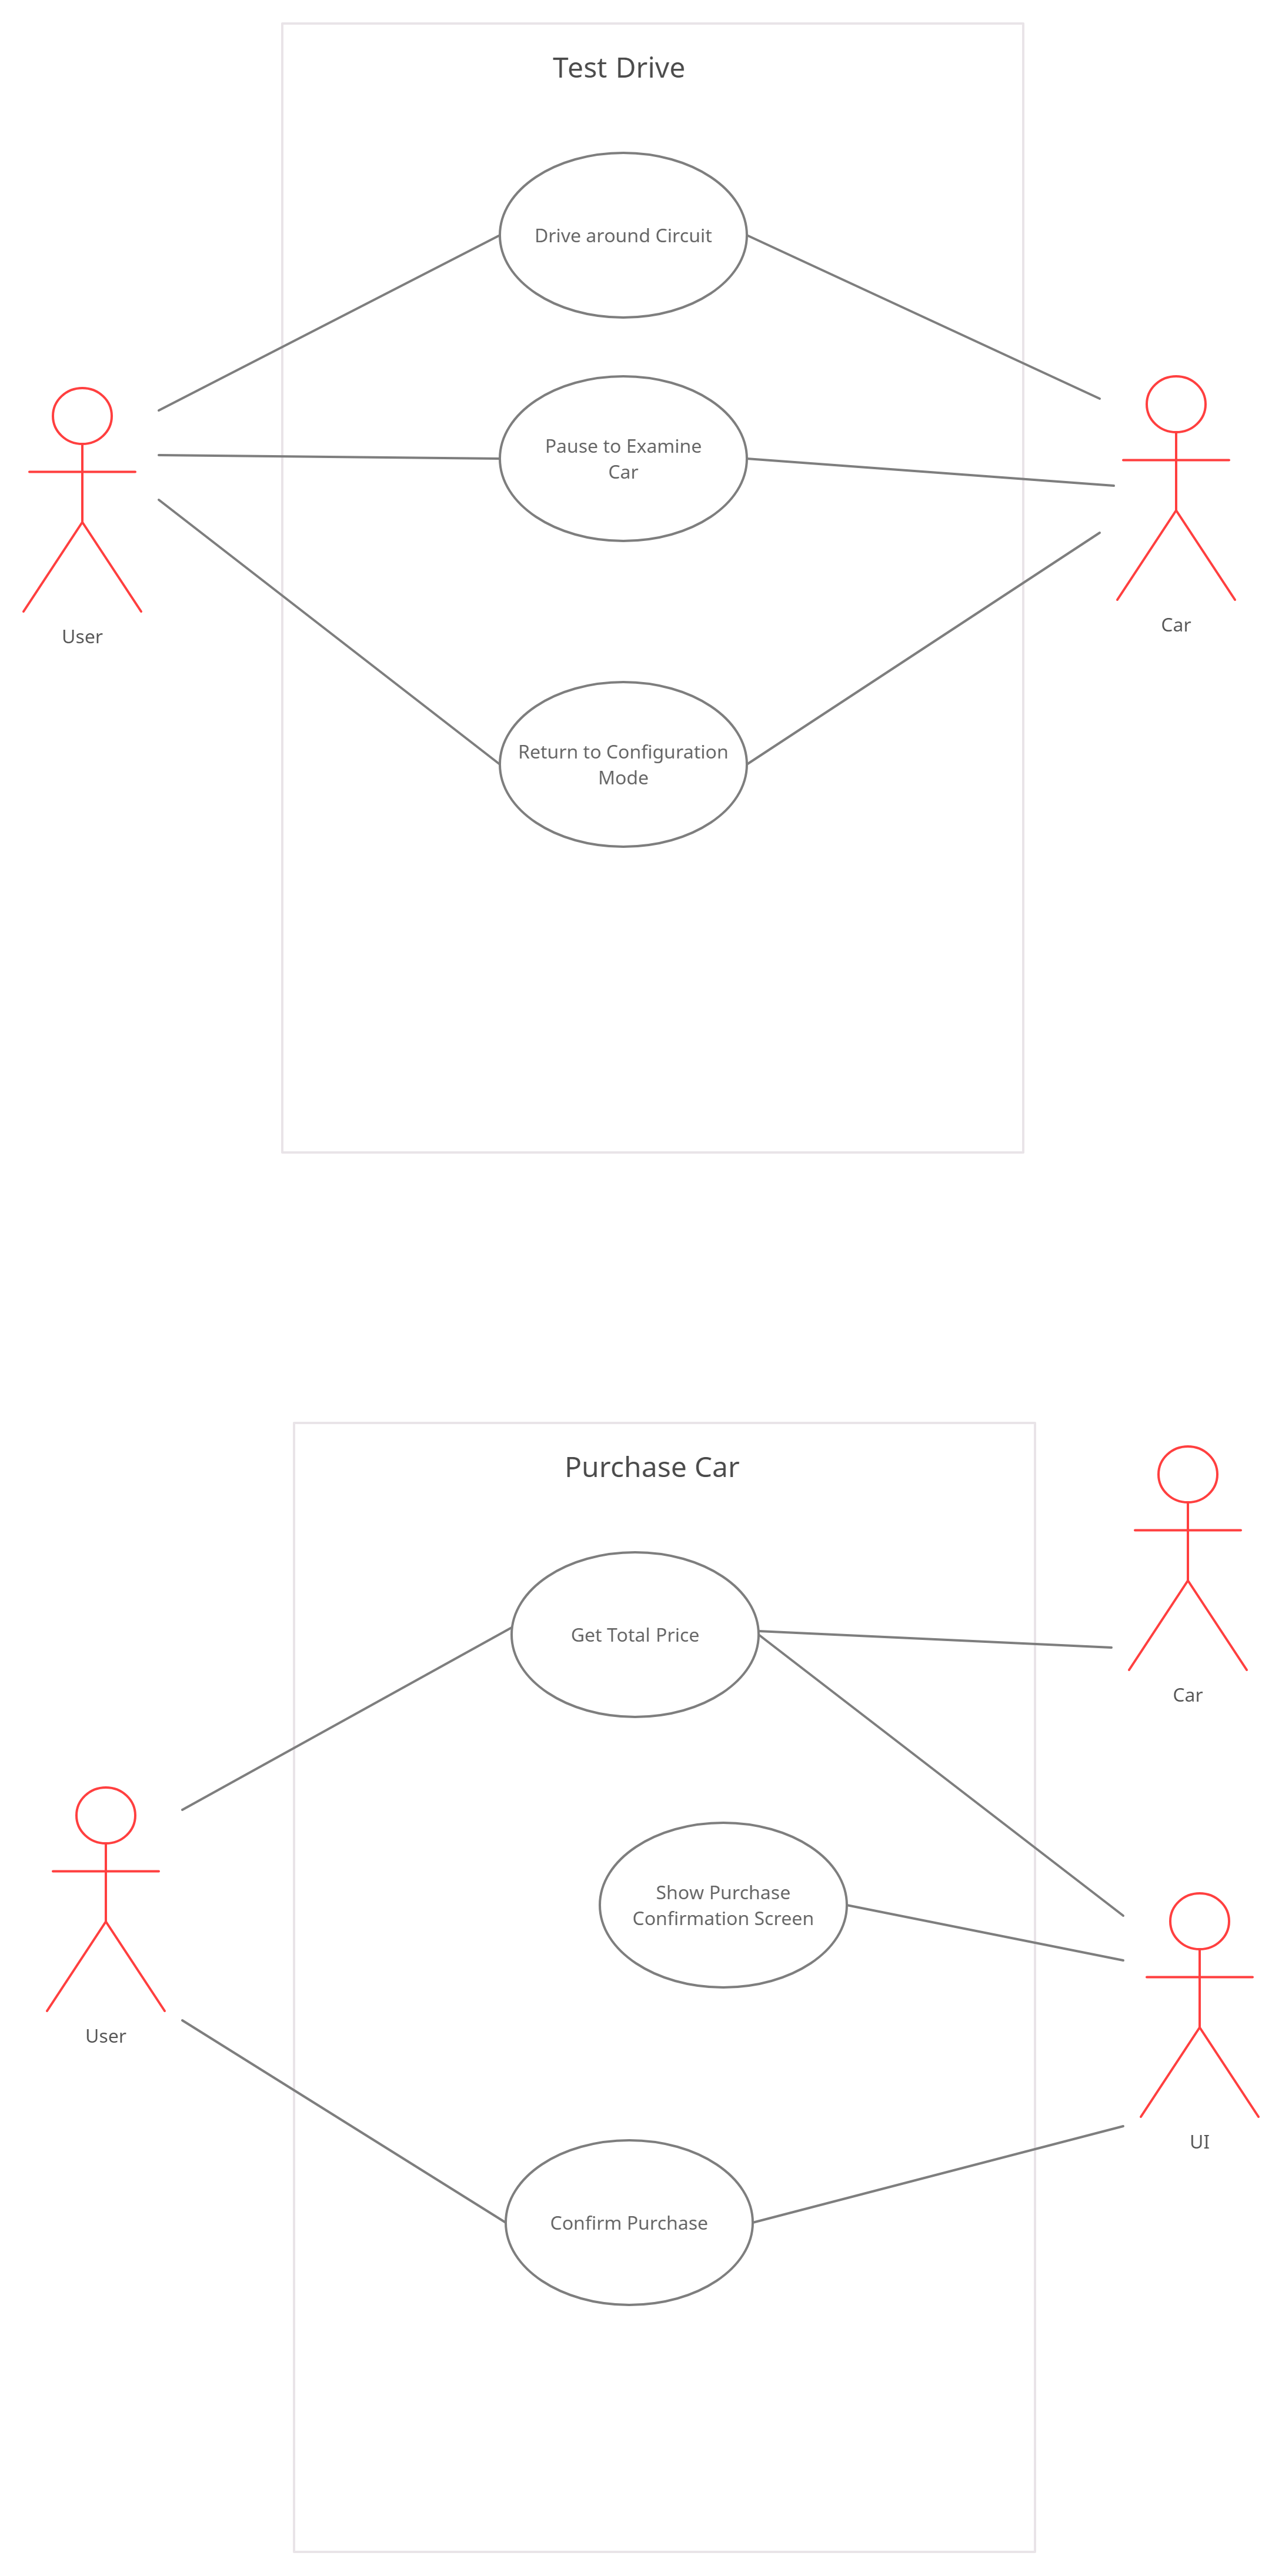 Test Drive
Drive around Circuit
Pause to Examine
Car
User
Car
Return to Configuration
Mode
Purchase Car
Get Total Price
Car
Show Purchase
Confirmation Screen
User
UI
Confirm Purchase